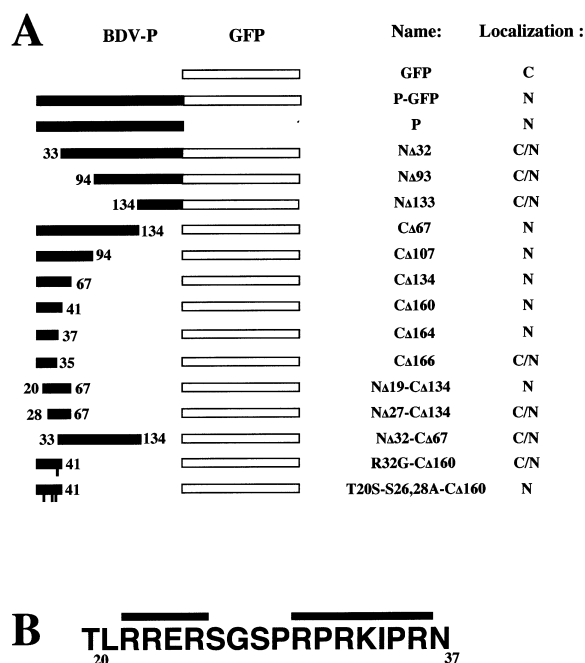 A BDV-P GFP Name: Localization :
GFP C
P-GFP N
P N
33 NΔ32 C/N
94 NΔ93 C/N
134 NΔ133 C/N
134 CΔ67 N
94 CΔ107 N
67 CΔ134 N
41 CΔ160 N
37 CΔ164 N
35 CΔ166 C/N
20 67 NΔ19-CΔ134 N
28 67 NΔ27-CΔ134 C/N
33 134 NΔ32-CΔ67 C/N
41 R32G-CΔ160 C/N
41 T20S-S26,28A-CΔ160 N
B TLRRERSGSPRPRKIPRN
20 37